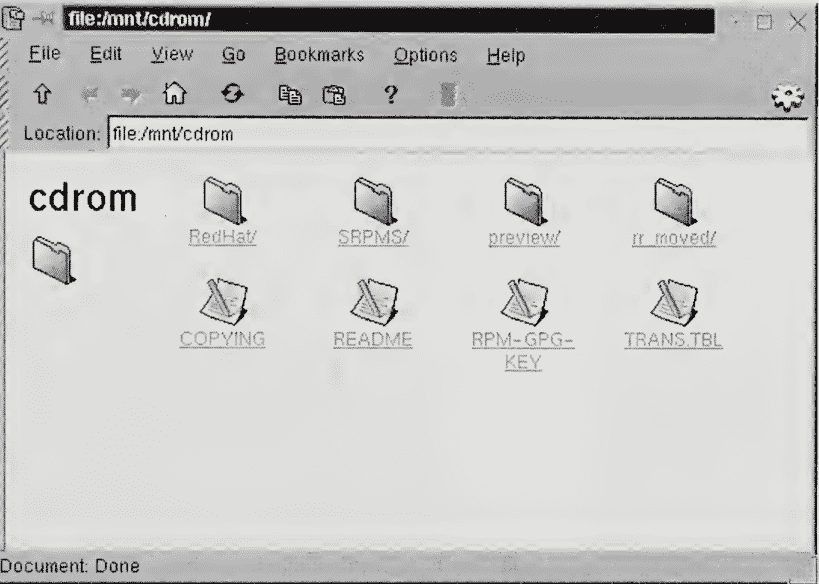 file:/mnt/cdrom/
File Edit View Go Bookmarks Options Help
?
Location: file:/mnt/cdrom
cdrom
RedHat/ SRPMS/ preview/ rr_moved/
COPYING README RPM-GPG- TRANS.TBL
KEY
Document: Done